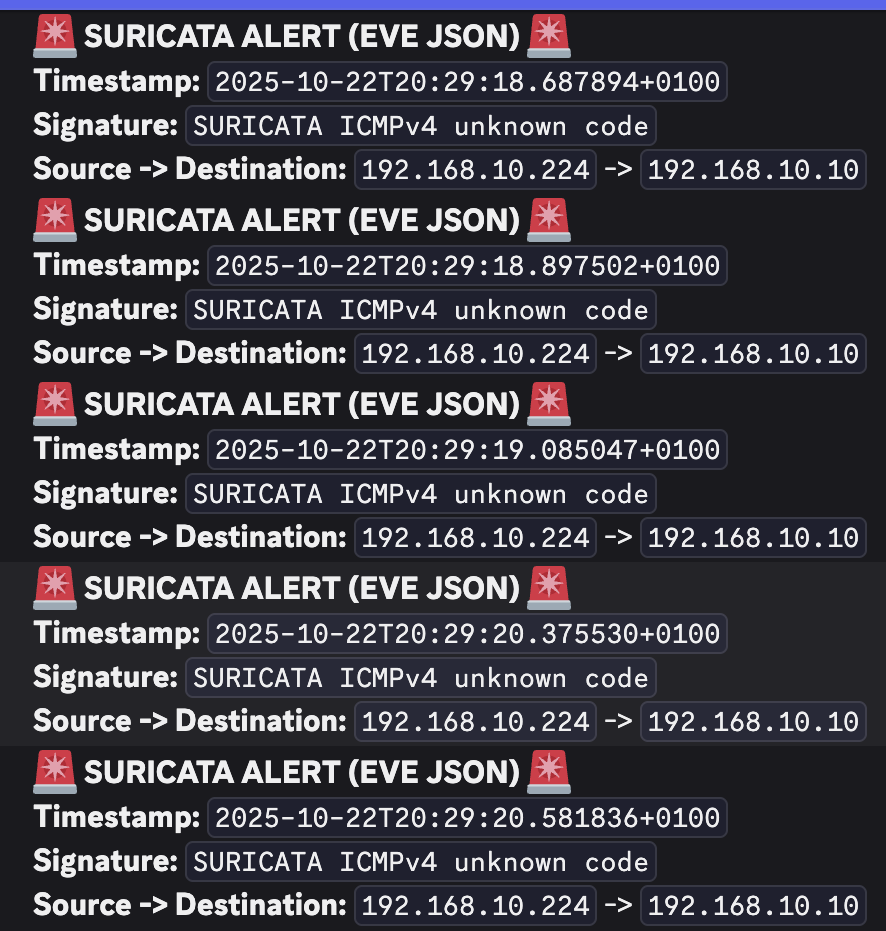 🚨 SURICATA ALERT (EVE JSON) 🚨
Timestamp: 2025-10-22T20:29:18.687894+0100
Signature: SURICATA ICMPv4 unknown code
Source -> Destination: 192.168.10.224 -> 192.168.10.10
🚨 SURICATA ALERT (EVE JSON) 🚨
Timestamp: 2025-10-22T20:29:18.897502+0100
Signature: SURICATA ICMPv4 unknown code
Source -> Destination: 192.168.10.224 -> 192.168.10.10
🚨 SURICATA ALERT (EVE JSON) 🚨
Timestamp: 2025-10-22T20:29:19.085047+0100
Signature: SURICATA ICMPv4 unknown code
Source -> Destination: 192.168.10.224 -> 192.168.10.10
🚨 SURICATA ALERT (EVE JSON) 🚨
Timestamp: 2025-10-22T20:29:20.375530+0100
Signature: SURICATA ICMPv4 unknown code
Source -> Destination: 192.168.10.224 -> 192.168.10.10
🚨 SURICATA ALERT (EVE JSON) 🚨
Timestamp: 2025-10-22T20:29:20.581836+0100
Signature: SURICATA ICMPv4 unknown code
Source -> Destination: 192.168.10.224 -> 192.168.10.10